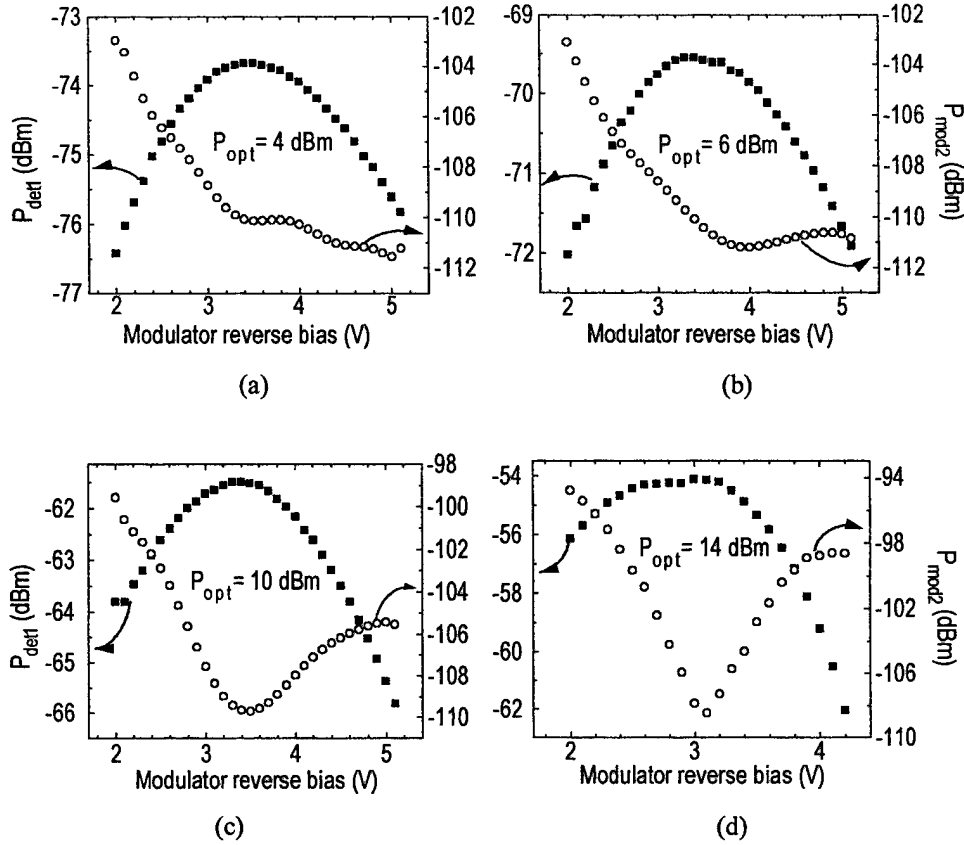 -73
-74
-75
-76
-77
P_det1 (dBm)
P_opt = 4 dBm
-102
-104
-106
-108
-110
-112
2 3 4 5
Modulator reverse bias (V)
(a)
-69
-70
-71
-72
P_opt = 6 dBm
-102
-104
-106
-108
-110
-112
P_mod2 (dBm)
2 3 4 5
Modulator reverse bias (V)
(b)
-62
-63
-64
-65
-66
P_det1 (dBm)
P_opt = 10 dBm
-98
-100
-102
-104
-106
-108
-110
2 3 4 5
Modulator reverse bias (V)
(c)
-54
-56
-58
-60
-62
P_opt = 14 dBm
-94
-98
-102
-106
-110
P_mod2 (dBm)
2 3 4
Modulator reverse bias (V)
(d)